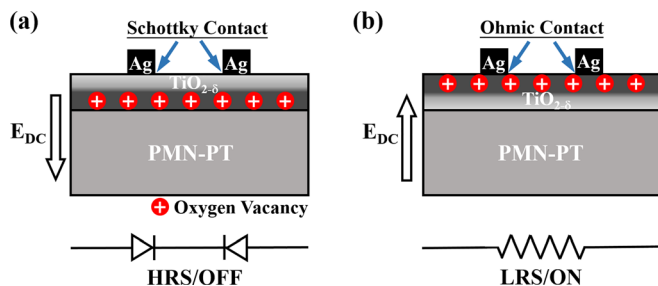 (a)
Schottky Contact
Ag Ag
TiO2-δ
EDC
PMN-PT
Oxygen Vacancy
HRS/OFF
(b)
Ohmic Contact
Ag Ag
TiO2-δ
EDC
PMN-PT
LRS/ON